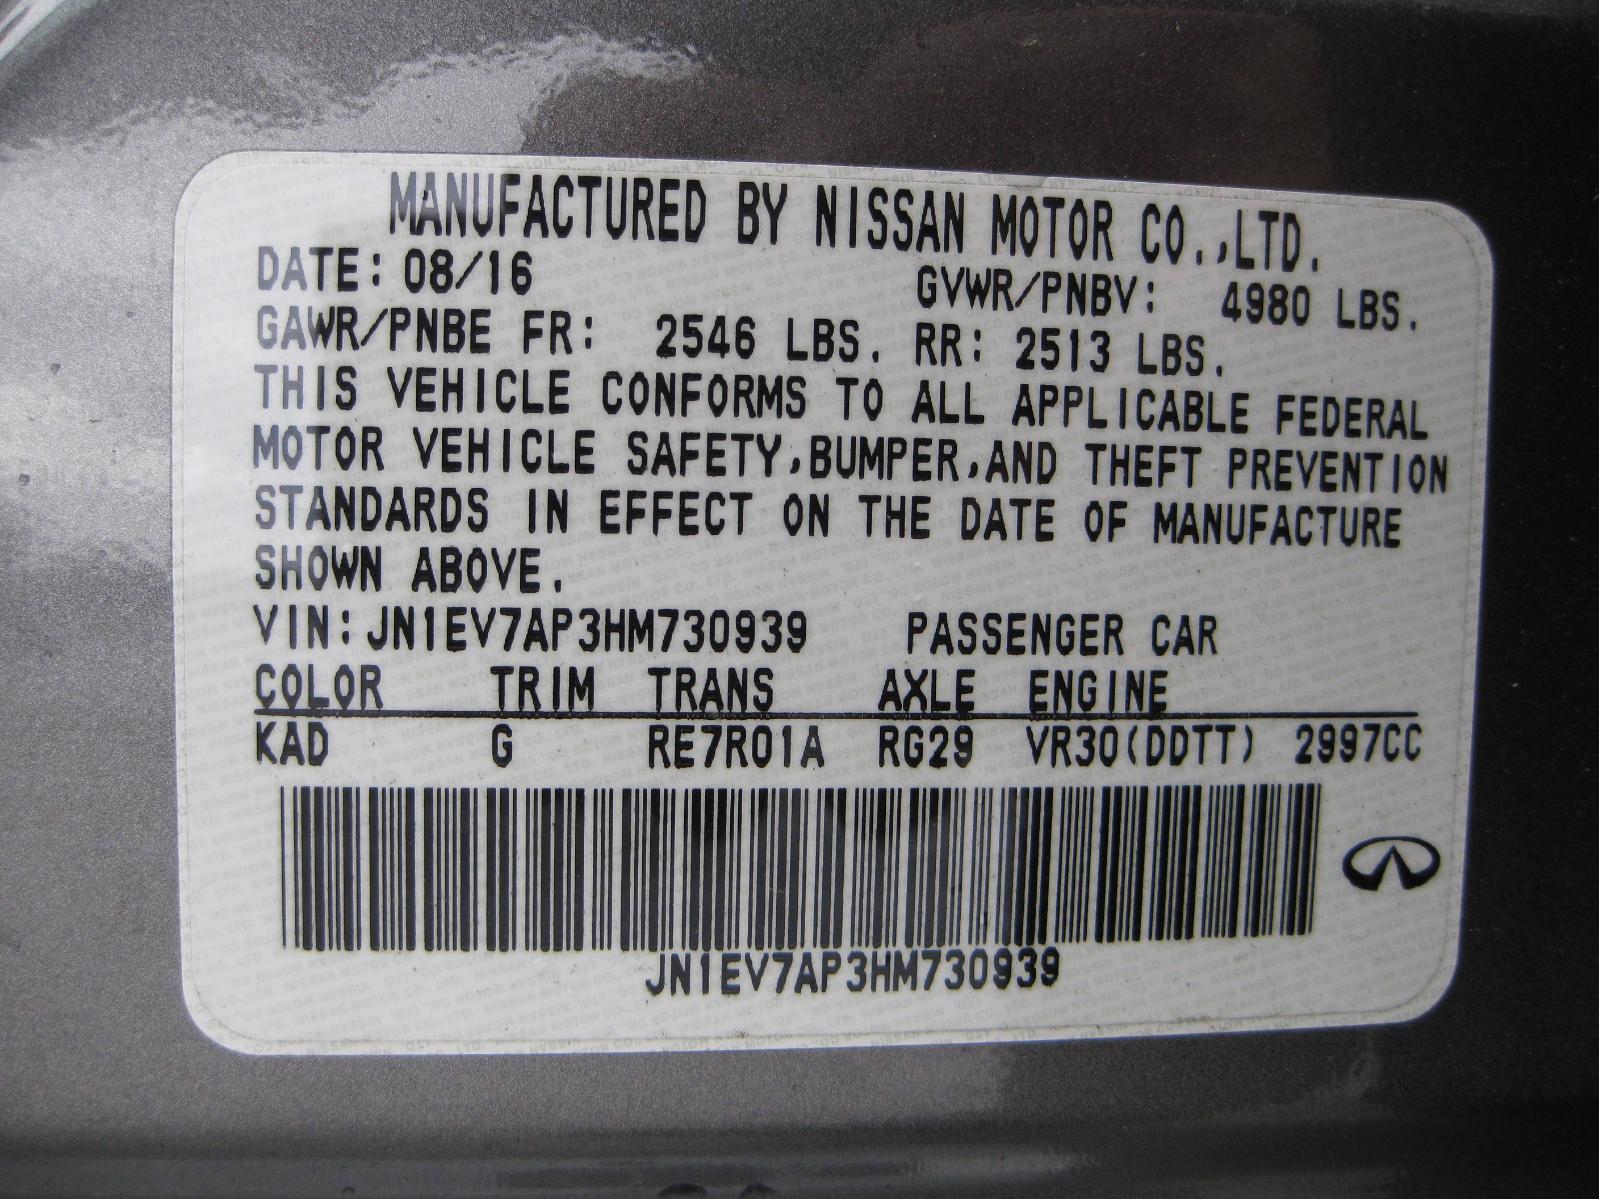 MANUFACTURED BY NISSAN MOTOR CO.,LTD.
DATE: 08/16 GVWR/PNBV: 4980 LBS.
GAWR/PNBE FR: 2546 LBS. RR: 2513 LBS.
THIS VEHICLE CONFORMS TO ALL APPLICABLE FEDERAL
MOTOR VEHICLE SAFETY,BUMPER,AND THEFT PREVENTION
STANDARDS IN EFFECT ON THE DATE OF MANUFACTURE
SHOWN ABOVE.
VIN:JN1EV7AP3HM730939 PASSENGER CAR
COLOR TRIM TRANS AXLE ENGINE
KAD G RE7R01A RG29 VR30(DDTT) 2997CC
JN1EV7AP3HM730939